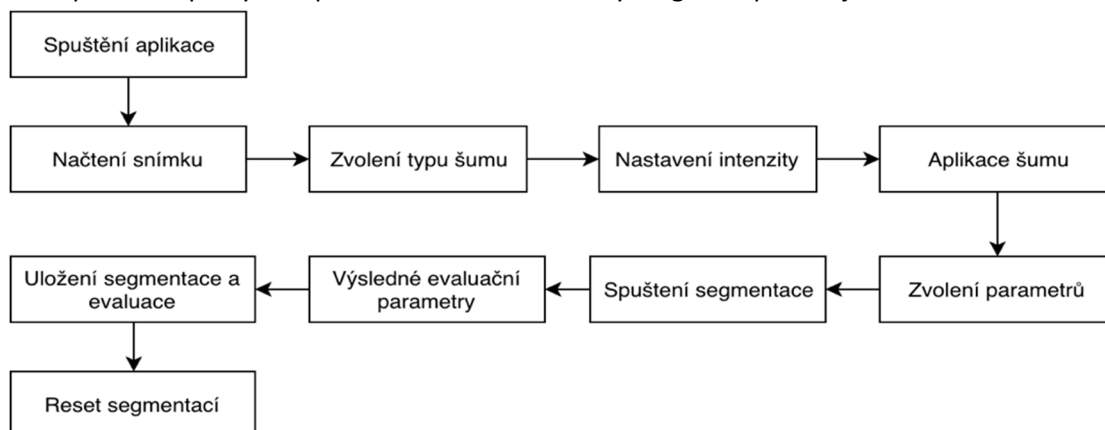 Spuštění aplikace
Načtení snímku
Zvolení typu šumu
Nastavení intenzity
Aplikace šumu
Zvolení parametrů
Spuštení segmentace
Výsledné evaluační
parametry
Uložení segmentace a
evaluace
Reset segmentací